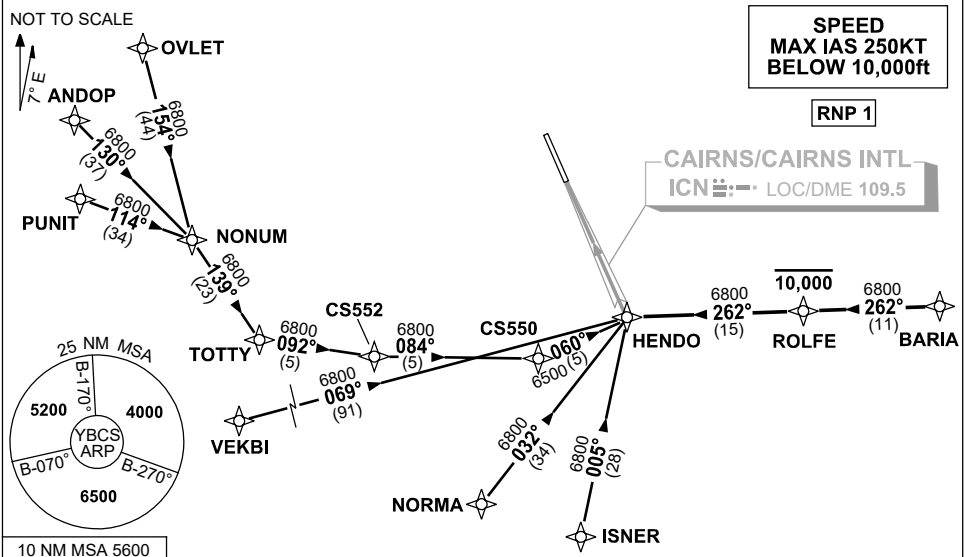 NOT TO SCALE
7° E
SPEED
MAX IAS 250KT
BELOW 10,000ft
RNP 1
OVLET
6800
154°
(44)
ANDOP
6800
130°
(37)
PUNIT
6800
114°
(34)
NONUM
6800
139°
(23)
CAIRNS/CAIRNS INTL
ICN LOC/DME 109.5
TOTTY
6800
092°
(5)
CS552
6800
084°
(5)
CS550
6500
060°
(5)
HENDO
6800
262°
(15)
10,000
ROLFE
6800
262°
(11)
BARIA
VEKBI
6800
069°
(91)
NORMA
6800
032°
(34)
ISNER
6800
005°
(28)
25 NM MSA
B-170°
5200
4000
YBCS
ARP
B-070°
B-270°
6500
10 NM MSA 5600